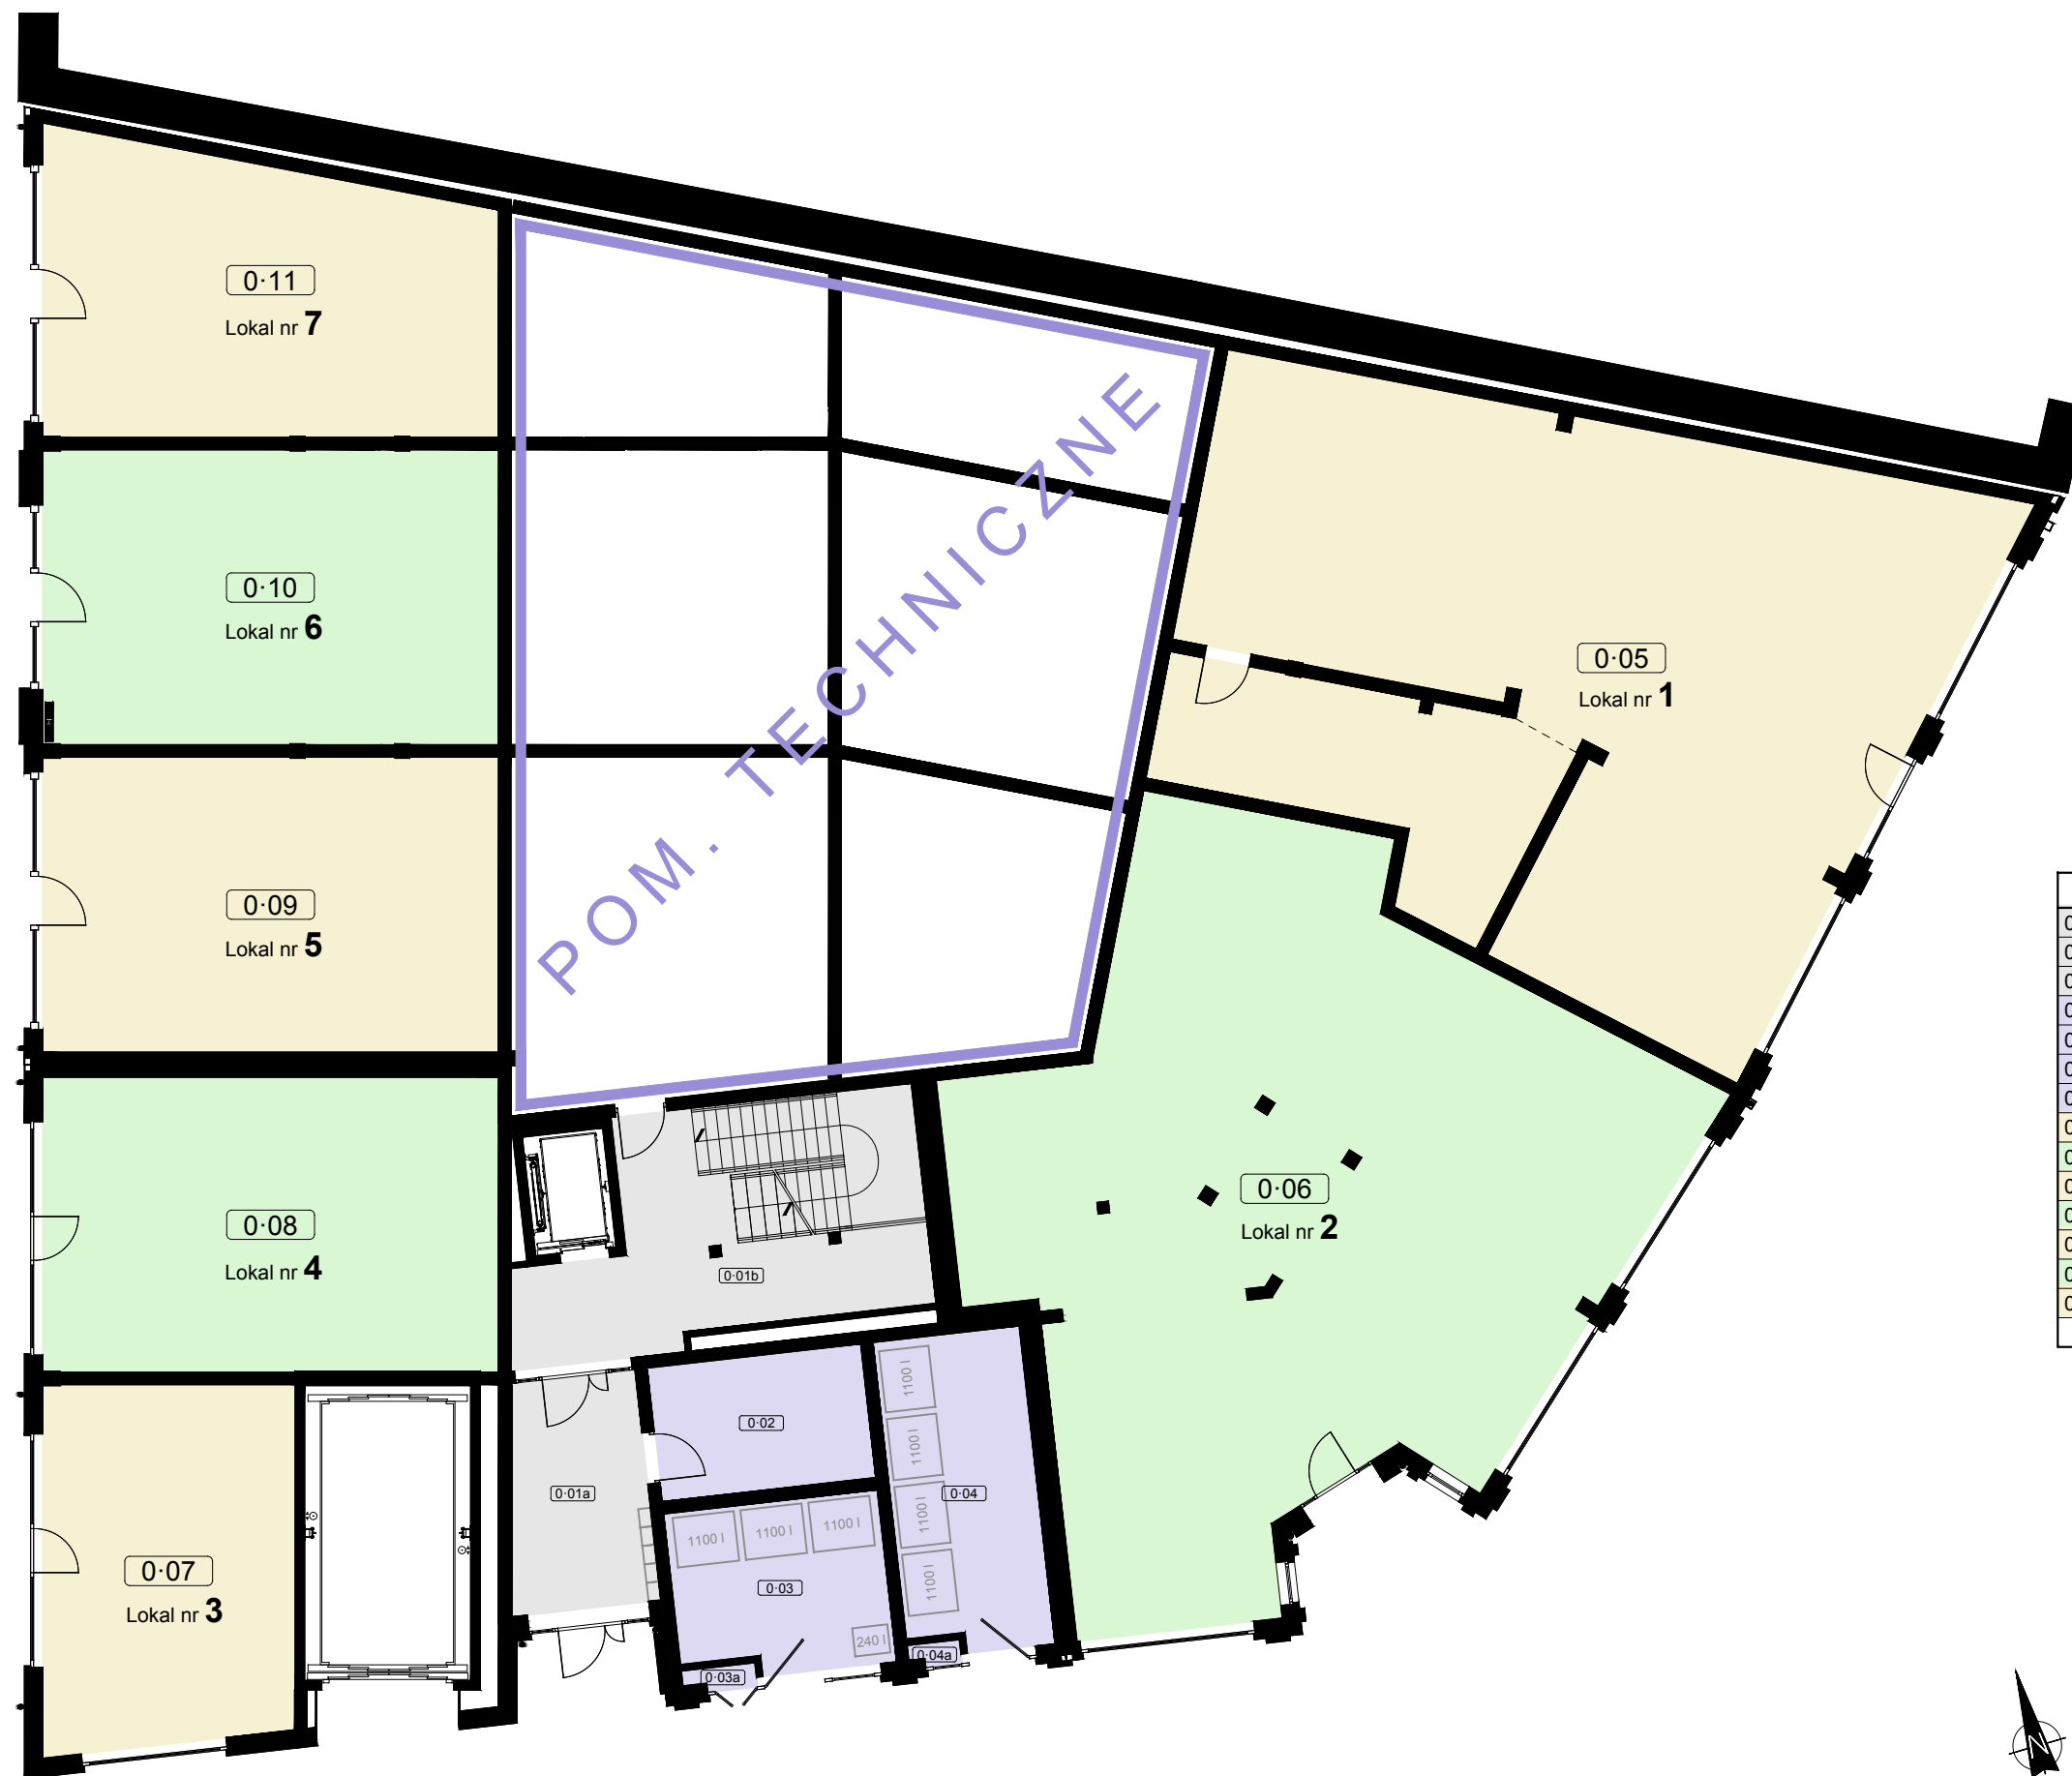 0·11
Lokal nr 7
0·10
Lokal nr 6
POM. TECHNICZNE
0·05
Lokal nr 1
0·09
Lokal nr 5
0·06
Lokal nr 2
0·08
Lokal nr 4
0·01b
0·02
1100 l
1100 l
1100 l
1100 l
0·04
0·01a
1100 l
1100 l
1100 l
0·03
240 l
0·03a
0·04a
0·07
Lokal nr 3
N